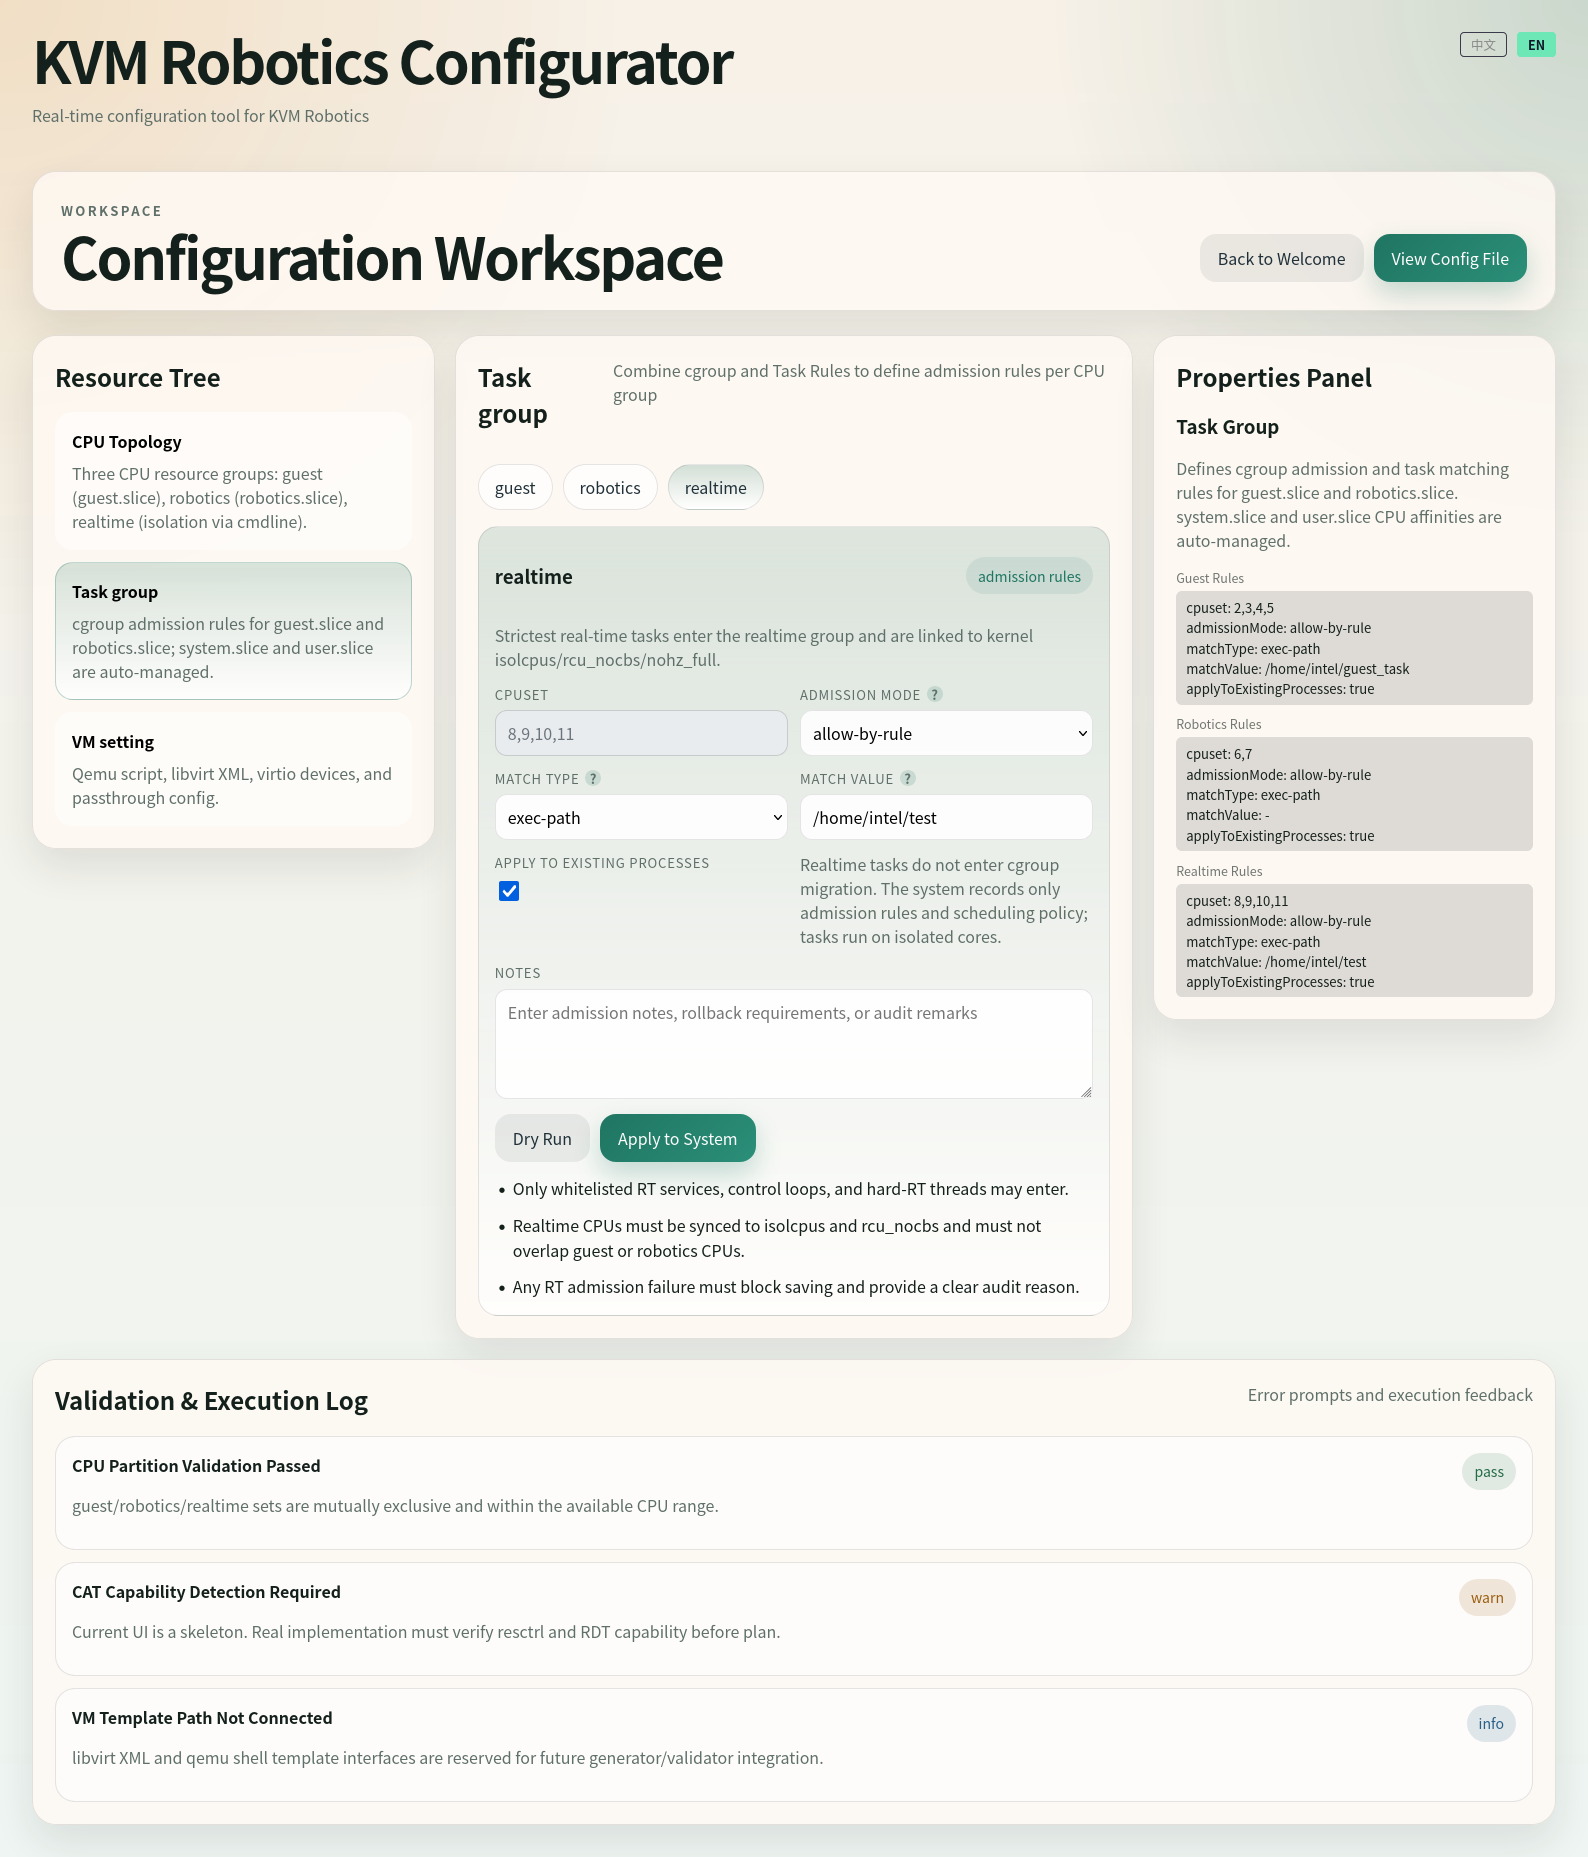 KVM Robotics Configurator
Real-time configuration tool for KVM Robotics
中文
EN
WORKSPACE
Configuration Workspace
Back to Welcome
View Config File
Resource Tree
CPU Topology
Three CPU resource groups: guest
(guest.slice), robotics (robotics.slice),
realtime (isolation via cmdline).
Task group
cgroup admission rules for guest.slice and
robotics.slice; system.slice and user.slice
are auto-managed.
VM setting
Qemu script, libvirt XML, virtio devices, and
passthrough config.
Task
group
Combine cgroup and Task Rules to define admission rules per CPU
group
guest
robotics
realtime
realtime
admission rules
Strictest real-time tasks enter the realtime group and are linked to kernel
isolcpus/rcu_nocbs/nohz_full.
CPUSET
8,9,10,11
ADMISSION MODE ?
allow-by-rule
MATCH TYPE ?
exec-path
MATCH VALUE ?
/home/intel/test
APPLY TO EXISTING PROCESSES
Realtime tasks do not enter cgroup
migration. The system records only
admission rules and scheduling policy;
tasks run on isolated cores.
NOTES
Enter admission notes, rollback requirements, or audit remarks
Dry Run
Apply to System
• Only whitelisted RT services, control loops, and hard-RT threads may enter.
• Realtime CPUs must be synced to isolcpus and rcu_nocbs and must not
overlap guest or robotics CPUs.
• Any RT admission failure must block saving and provide a clear audit reason.
Properties Panel
Task Group
Defines cgroup admission and task matching
rules for guest.slice and robotics.slice.
system.slice and user.slice CPU affinities are
auto-managed.
Guest Rules
cpuset: 2,3,4,5
admissionMode: allow-by-rule
matchType: exec-path
matchValue: /home/intel/guest_task
applyToExistingProcesses: true
Robotics Rules
cpuset: 6,7
admissionMode: allow-by-rule
matchType: exec-path
matchValue: -
applyToExistingProcesses: true
Realtime Rules
cpuset: 8,9,10,11
admissionMode: allow-by-rule
matchType: exec-path
matchValue: /home/intel/test
applyToExistingProcesses: true
Validation & Execution Log
Error prompts and execution feedback
CPU Partition Validation Passed
pass
guest/robotics/realtime sets are mutually exclusive and within the available CPU range.
CAT Capability Detection Required
warn
Current UI is a skeleton. Real implementation must verify resctrl and RDT capability before plan.
VM Template Path Not Connected
info
libvirt XML and qemu shell template interfaces are reserved for future generator/validator integration.